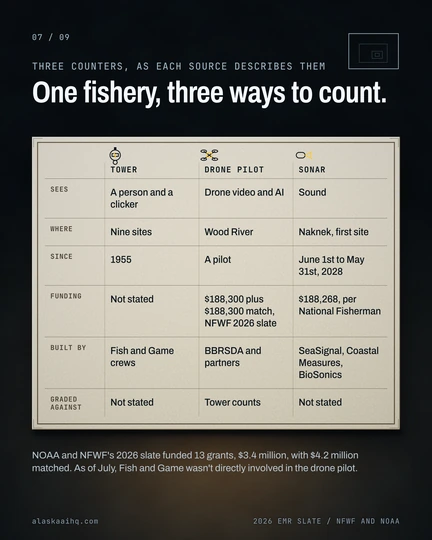 07 / 09
THREE COUNTERS, AS EACH SOURCE DESCRIBES THEM
One fishery, three ways to count.
TOWER
DRONE PILOT
SONAR
SEES
A person and a
clicker
Drone video and AI
Sound
WHERE
Nine sites
Wood River
Naknek, first site
SINCE
1955
A pilot
June 1st to May
31st, 2028
FUNDING
Not stated
$188,300 plus
$188,300 match,
NFWF 2026 slate
$188,268, per
National Fisherman
BUILT BY
Fish and Game
crews
BBRSDA and
partners
SeaSignal, Coastal
Measures,
BioSonics
GRADED
AGAINST
Not stated
Tower counts
Not stated
NOAA and NFWF's 2026 slate funded 13 grants, $3.4 million, with $4.2 million
matched. As of July, Fish and Game wasn't directly involved in the drone pilot.
alaskaaihq.com
2026 EMR SLATE / NFWF AND NOAA